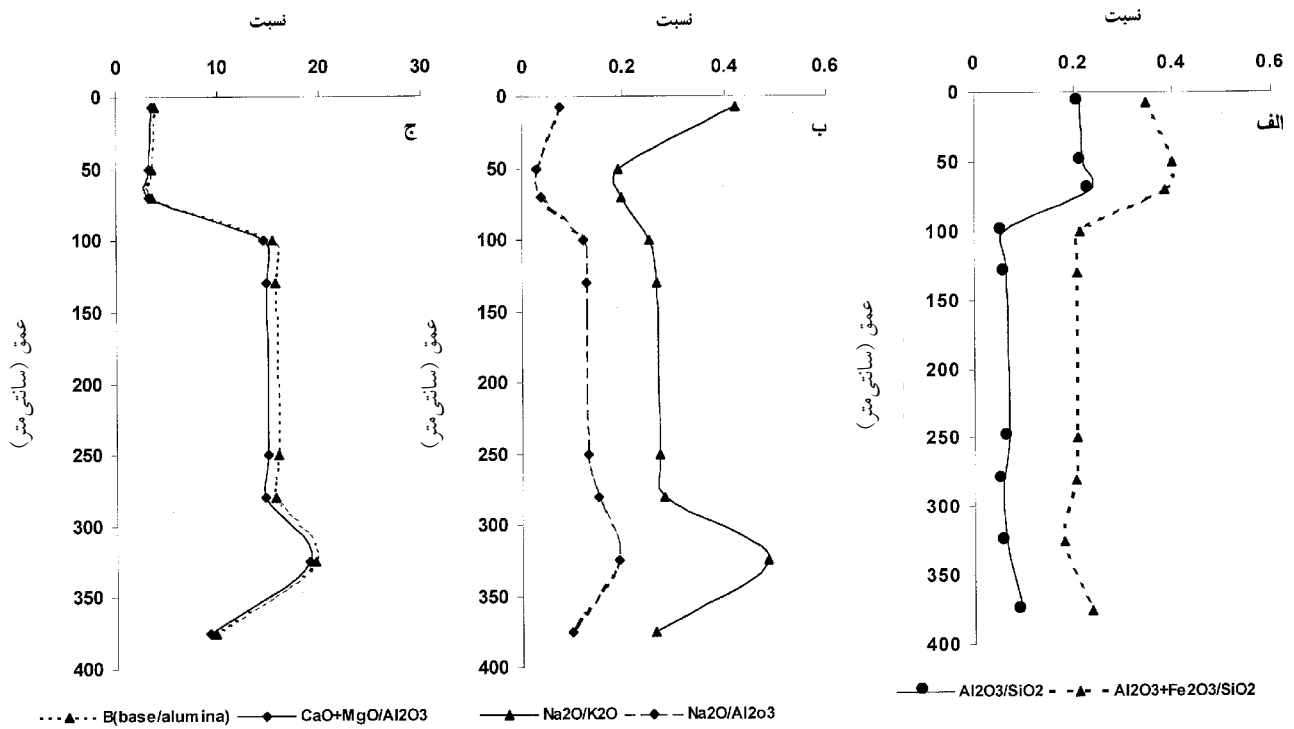 نسبت
0 0.2 0.4 0.6
0
50
100
150
200
250
300
350
400
عمق (سانتی‌متر)
الف
Al2O3/SiO2 Al2O3+Fe2O3/SiO2
نسبت
0 0.2 0.4 0.6
0
50
100
150
200
250
300
350
400
عمق (سانتی‌متر)
ب
Na2O/K2O Na2O/Al2o3
نسبت
0 10 20 30
0
50
100
150
200
250
300
350
400
عمق (سانتی‌متر)
ج
B(base/alumina) CaO+MgO/Al2O3